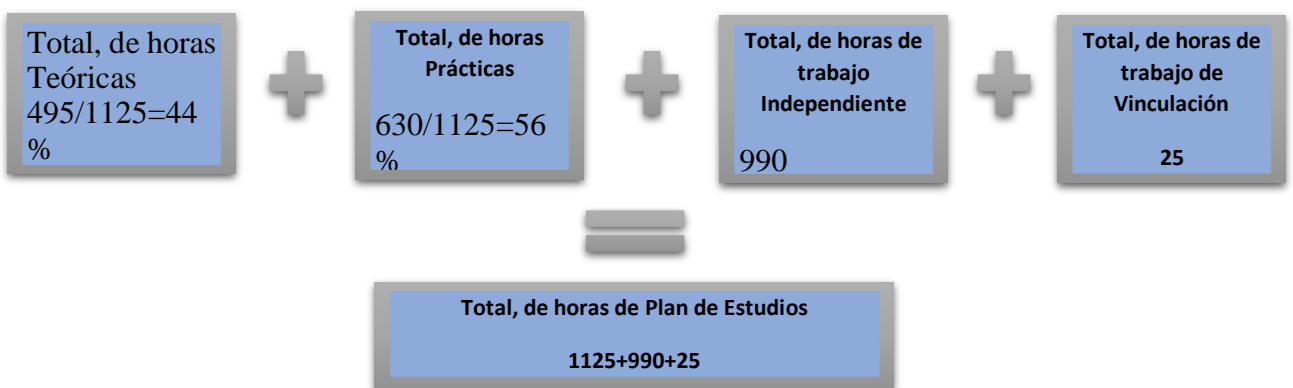 Total, de horas
Teóricas
495/1125=44
%
Total, de horas
Prácticas
630/1125=56
%
Total, de horas de
trabajo
Independiente
990
Total, de horas de
trabajo de
Vinculación
25
Total, de horas de Plan de Estudios
1125+990+25